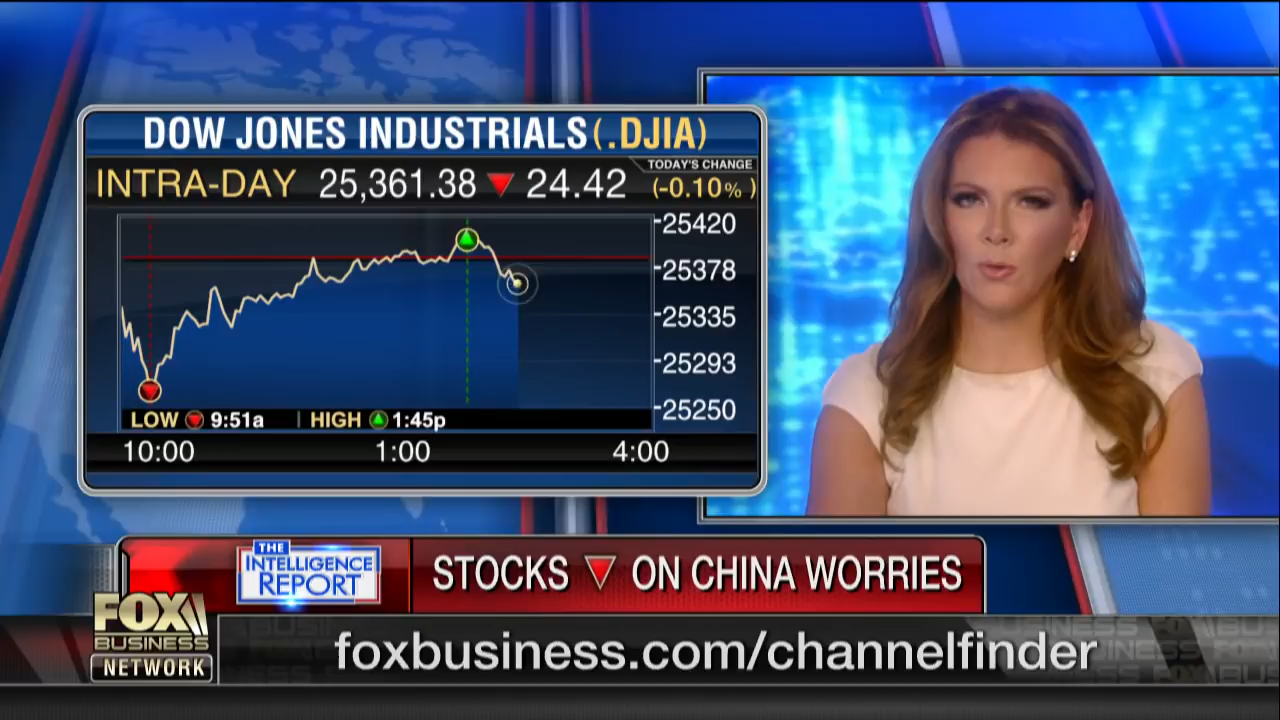 DOW JONES INDUSTRIALS(.DJIA)
TODAY'S CHANGE
INTRA-DAY 25,361.38 ▼ 24.42 (-0.10%)
25420
25378
25335
25293
25250
LOW ▼ 9:51a | HIGH ▲ 1:45p
10:00 1:00 4:00
THE
INTELLIGENCE
REPORT
STOCKS ▼ ON CHINA WORRIES
FOX
BUSINESS
NETWORK
foxbusiness.com/channelfinder